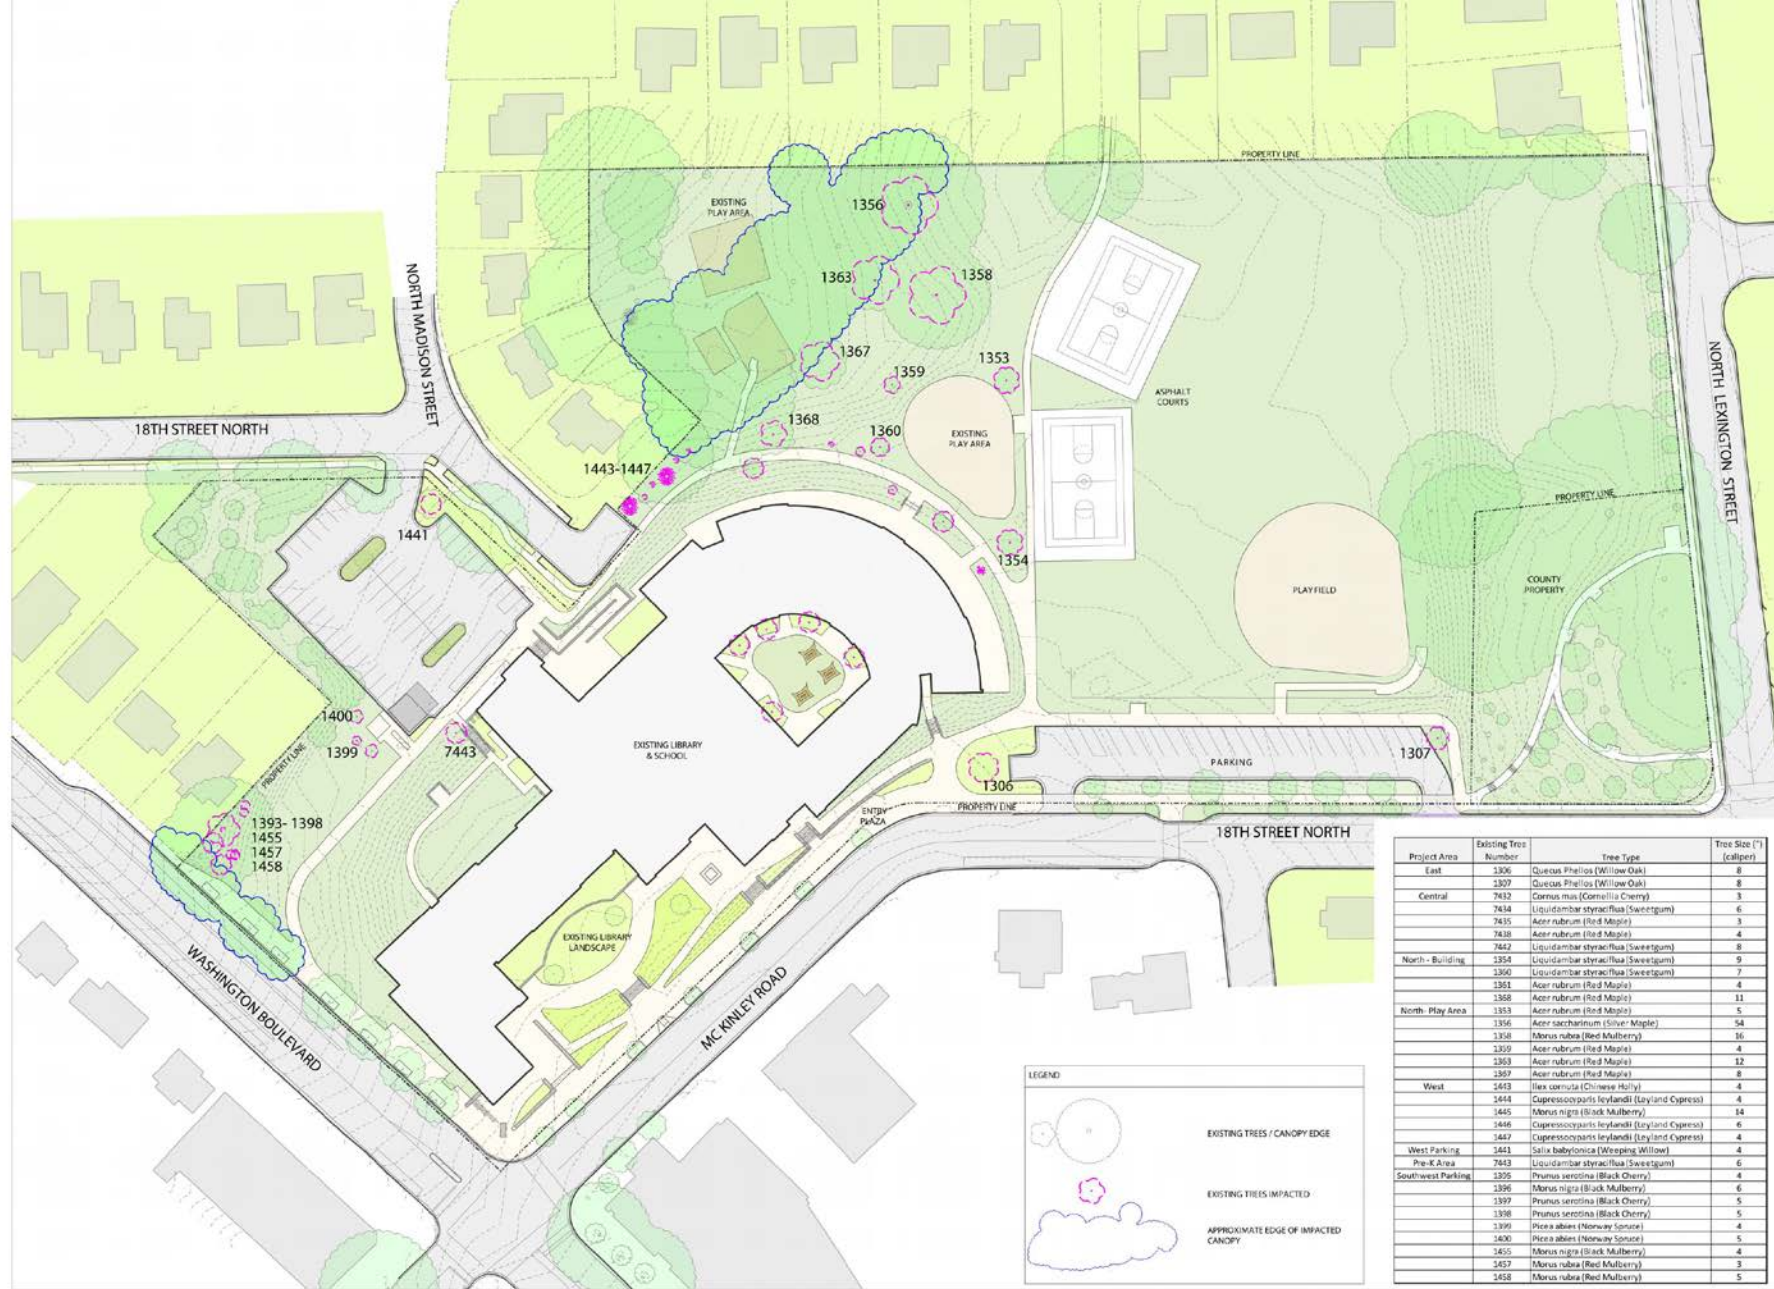 PROPERTY LINE
EXISTING
PLAY AREA
1356
1363
1358
NORTH MADISON STREET
1367
1353
1359
NORTH LEXINGTON STREET
ASPHALT
COURTS
18TH STREET NORTH
1368
1360
EXISTING
PLAY AREA
1443-1447
PROPERTY LINE
1441
1354
COUNTY
PROPERTY
PLAYFIELD
1400
1399
7443
EXISTING LIBRARY
& SCHOOL
PROPERTY LINE
1307
PARKING
1306
PROPERTY LINE
ENTRY
PLAZA
1393- 1398
1455
1457
1458
18TH STREET NORTH
EXISTING LIBRARY
LANDSCAPE
WASHINGTON BOULEVARD
MC KINLEY ROAD
Project Area Existing Tree Number Tree Type Tree Size (") (caliper)
East 1306 Quecus Phellos (Willow Oak) 8
1307 Quecus Phellos (Willow Oak) 8
Central 7432 Cornus mas (Cornellia Cherry) 3
7434 Liquidambar styraciflua (Sweetgum) 6
7435 Acer rubrum (Red Maple) 3
7438 Acer rubrum (Red Maple) 4
7442 Liquidambar styraciflua (Sweetgum) 8
North - Building 1354 Liquidambar styraciflua (Sweetgum) 9
1360 Liquidambar styraciflua (Sweetgum) 7
1361 Acer rubrum (Red Maple) 4
1368 Acer rubrum (Red Maple) 11
North- Play Area 1353 Acer rubrum (Red Maple) 5
1356 Acer saccharinum (Silver Maple) 54
1358 Morus rubra (Red Mulberry) 16
1359 Acer rubrum (Red Maple) 4
1363 Acer rubrum (Red Maple) 12
1367 Acer rubrum (Red Maple) 8
West 1443 Ilex cornuta (Chinese Holly) 4
1444 Cupressocyparis leylandii (Leyland Cypress) 4
1445 Morus nigra (Black Mulberry) 14
1446 Cupressocyparis leylandii (Leyland Cypress) 6
1447 Cupressocyparis leylandii (Leyland Cypress) 4
West Parking 1441 Salix babylonica (Weeping Willow) 4
Pre-K Area 7443 Liquidambar styraciflua (Sweetgum) 6
Southwest Parking 1395 Prunus serotina (Black Cherry) 4
1396 Morus nigra (Black Mulberry) 6
1397 Prunus serotina (Black Cherry) 5
1398 Prunus serotina (Black Cherry) 5
1399 Picea abies (Norway Spruce) 4
1400 Picea abies (Norway Spruce) 5
1455 Morus nigra (Black Mulberry) 4
1457 Morus rubra (Red Mulberry) 3
1458 Morus rubra (Red Mulberry) 5
LEGEND
EXISTING TREES / CANOPY EDGE
EXISTING TREES IMPACTED
APPROXIMATE EDGE OF IMPACTED
CANOPY